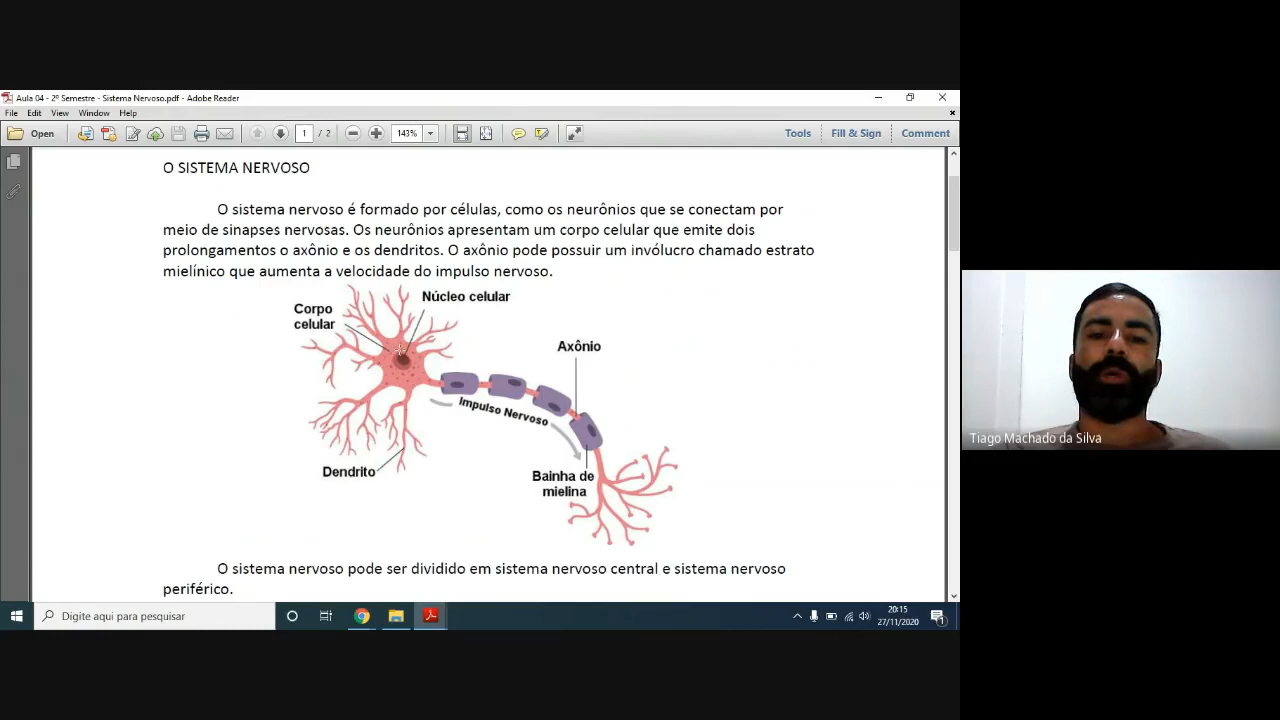 Aula 04 - 2º Semestre - Sistema Nervoso.pdf - Adobe Reader
File Edit View Window Help
Open 1 / 2 143% Tools Fill & Sign Comment
O SISTEMA NERVOSO
O sistema nervoso é formado por células, como os neurônios que se conectam por
meio de sinapses nervosas. Os neurônios apresentam um corpo celular que emite dois
prolongamentos o axônio e os dendritos. O axônio pode possuir um invólucro chamado estrato
mielínico que aumenta a velocidade do impulso nervoso.
Núcleo celular
Corpo
celular
Axônio
Impulso Nervoso
Dendrito
Bainha de
mielina
O sistema nervoso pode ser dividido em sistema nervoso central e sistema nervoso
periférico.
Tiago Machado da Silva
Digite aqui para pesquisar
20:15
27/11/2020
1